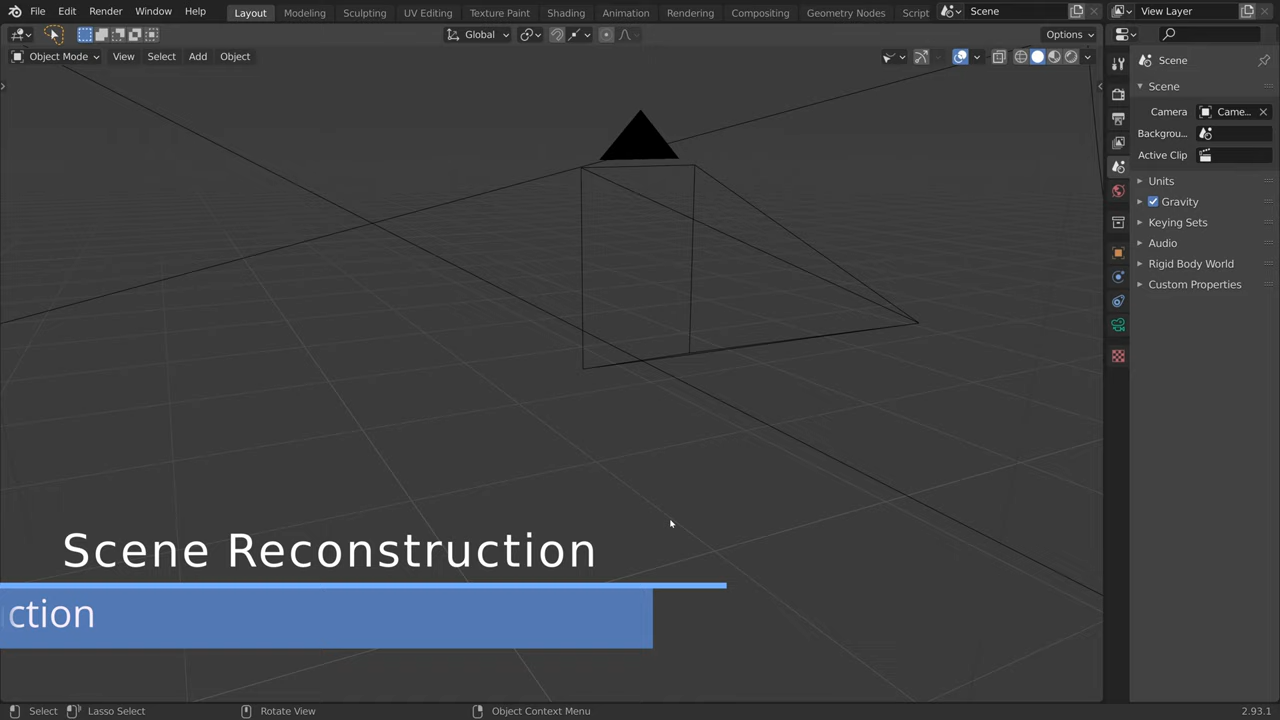 File Edit Render Window Help Layout Modeling Sculpting UV Editing Texture Paint Shading Animation Rendering Compositing Geometry Nodes Script Scene View Layer
Global Options
Object Mode View Select Add Object
Scene
Scene
Camera Came...
Backgrou...
Active Clip
Units
Gravity
Keying Sets
Audio
Rigid Body World
Custom Properties
Scene Reconstruction
ction
Select Lasso Select Rotate View Object Context Menu 2.93.1